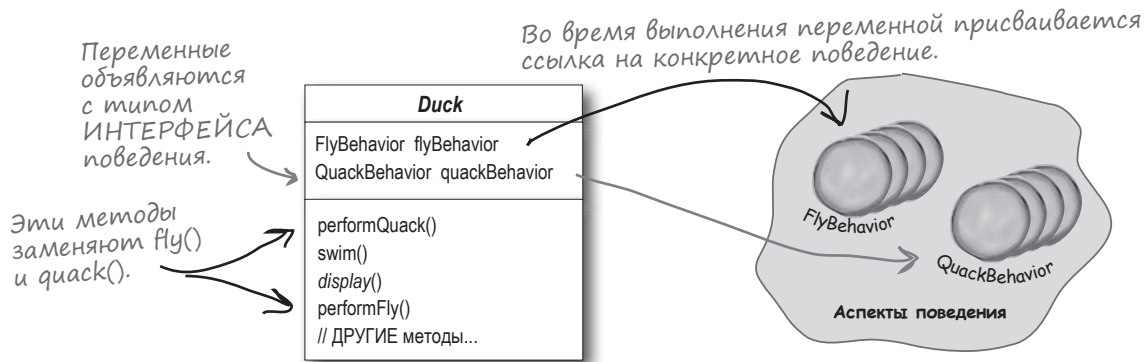 Переменные
объявляются
с типом
ИНТЕРФЕЙСА
поведения.
Во время выполнения переменной присваивается
ссылка на конкретное поведение.
Duck
FlyBehavior flyBehavior
QuackBehavior quackBehavior
Эти методы
заменяют fly()
и quack().
performQuack()
swim()
display()
performFly()
// ДРУГИЕ методы...
FlyBehavior
QuackBehavior
Аспекты поведения